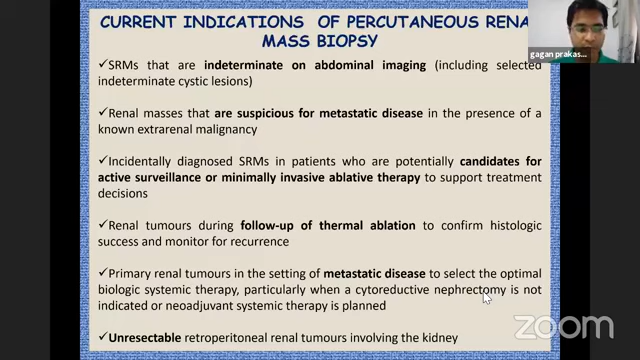 CURRENT INDICATIONS OF PERCUTANEOUS RENA
MASS BIOPSY
gagan prakas...
✓SRMs that are indeterminate on abdominal imaging (including selected
indeterminate cystic lesions)
✓Renal masses that are suspicious for metastatic disease in the presence of a
known extrarenal malignancy
✓Incidentally diagnosed SRMs in patients who are potentially candidates for
active surveillance or minimally invasive ablative therapy to support treatment
decisions
✓Renal tumours during follow-up of thermal ablation to confirm histologic
success and monitor for recurrence
✓Primary renal tumours in the setting of metastatic disease to select the optimal
biologic systemic therapy, particularly when a cytoreductive nephrectomy is not
indicated or neoadjuvant systemic therapy is planned
✓Unresectable retroperitoneal renal tumours involving the kidney
zoom